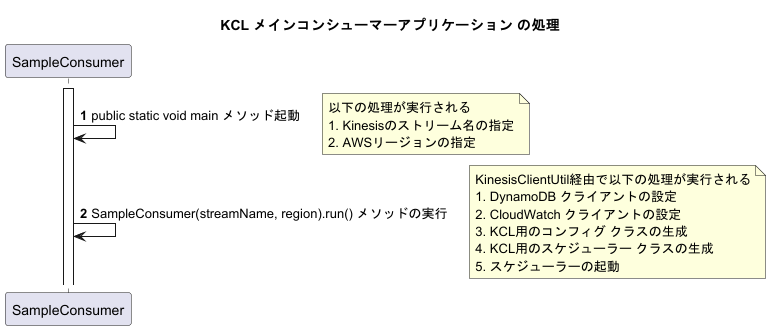 KCL メインコンシューマーアプリケーション の処理
SampleConsumer
1 public static void main メソッド起動
以下の処理が実行される
1. Kinesisのストリーム名の指定
2. AWSリージョンの指定
2 SampleConsumer(streamName, region).run() メソッドの実行
KinesisClientUtil経由で以下の処理が実行される
1. DynamoDB クライアントの設定
2. CloudWatch クライアントの設定
3. KCL用のコンフィグ クラスの生成
4. KCL用のスケジューラー クラスの生成
5. スケジューラーの起動
SampleConsumer